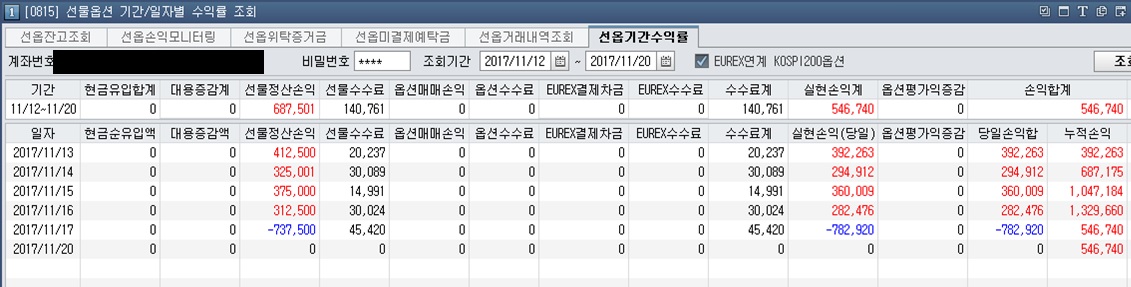 1 [0815] 선물옵션 기간/일자별 수익률 조회 T
선옵잔고조회 선옵손익모니터링 선옵위탁증거금 선옵미결제예탁금 선옵거래내역조회 선옵기간수익률
계좌번호 비밀번호 **** 조회기간 2017/11/12 ~ 2017/11/20 EUREX연계 KOSPI200옵션
기간 현금유입합계 대용증감계 선물정산손익 선물수수료 옵션매매손익 옵션수수료 EUREX결제차금 EUREX수수료 수수료계 실현손익계 옵션평가익증감 손익합계
11/12~11/20 0 0 687,501 140,761 0 0 0 0 140,761 546,740 0 546,740
일자 현금순유입액 대용증감액 선물정산손익 선물수수료 옵션매매손익 옵션수수료 EUREX결제차금 EUREX수수료 수수료계 실현손익(당일) 옵션평가익증감 당일손익합 누적손익
2017/11/13 0 0 412,500 20,237 0 0 0 0 20,237 392,263 0 392,263 392,263
2017/11/14 0 0 325,001 30,089 0 0 0 0 30,089 294,912 0 294,912 687,175
2017/11/15 0 0 375,000 14,991 0 0 0 0 14,991 360,009 0 360,009 1,047,184
2017/11/16 0 0 312,500 30,024 0 0 0 0 30,024 282,476 0 282,476 1,329,660
2017/11/17 0 0 -737,500 45,420 0 0 0 0 45,420 -782,920 0 -782,920 546,740
2017/11/20 0 0 0 0 0 0 0 0 0 0 0 0 546,740